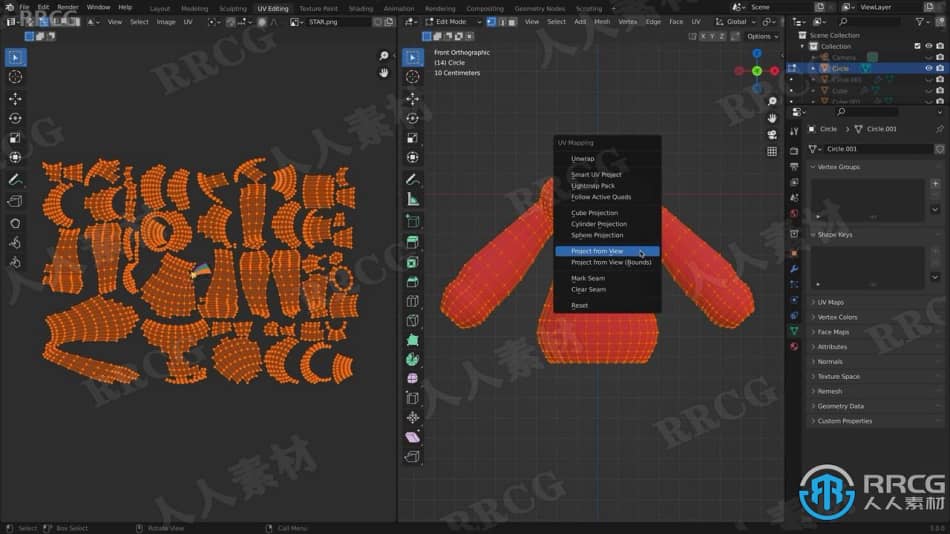 File Edit Render Window Help Layout Modeling Sculpting UV Editing Texture Paint Shading Animation Rendering Compositing Geometry Nodes Scripting + Scene ViewLayer
View Select Image UV STAR.png Edit Mode View Select Add Mesh Vertex Edge Face UV Global
X Y Z Options
Scene Collection
Collection
Camera
Circle
Circle.001
Cube
Cube.001
Front Orthographic
(14) Circle
10 Centimeters
UV Mapping
Unwrap
Smart UV Project
Lightmap Pack
Follow Active Quads
Cube Projection
Cylinder Projection
Sphere Projection
Project from View
Project from View (Bounds)
Mark Seam
Clear Seam
Reset
Circle > Circle.001
Circle.001
Vertex Groups
Shape Keys
UV Maps
Vertex Colors
Face Maps
Attributes
Normals
Texture Space
Remesh
Geometry Data
Custom Properties
RRCG
人人素材
Select Box Select Rotate View Call Menu 3.0.0